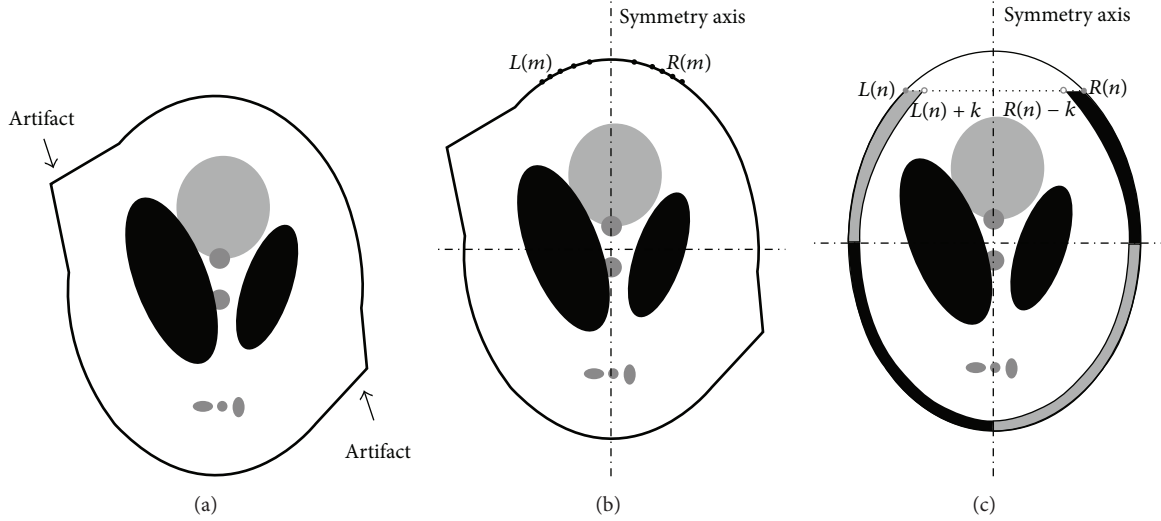 Artifact
Artifact
(a)
Symmetry axis
L(m)
R(m)
(b)
Symmetry axis
L(n)
R(n)
L(n) + k
R(n) − k
(c)